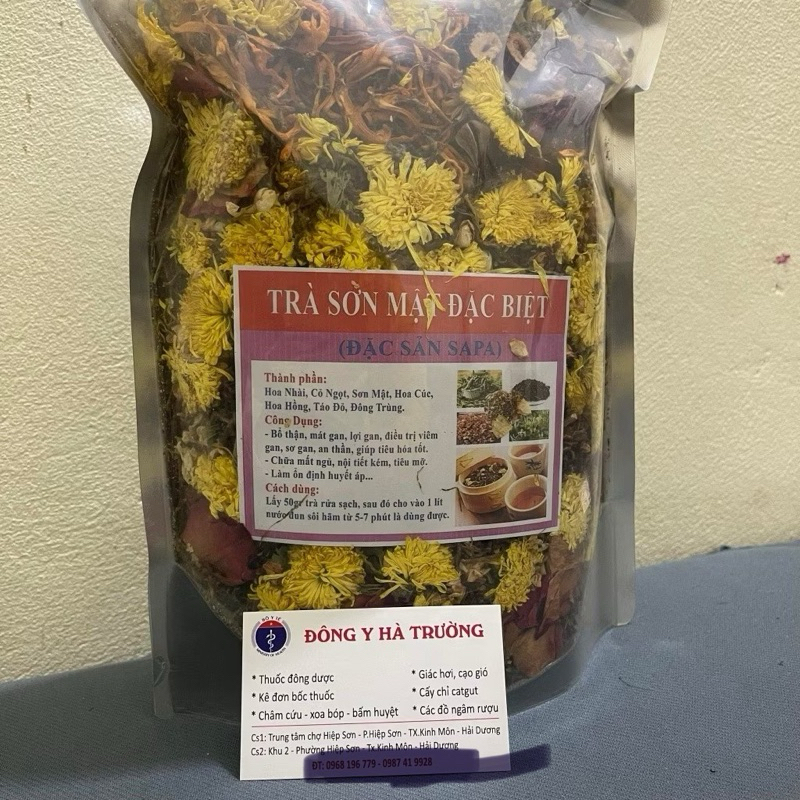 TRÀ SƠN MẬT ĐẶC BIỆT
(ĐẶC SẢN SAPA)
Thành phần:
Hoa Nhài, Cỏ Ngọt, Sơn Mật, Hoa Cúc,
Hoa Hồng, Táo Đỏ, Đông Trùng.
Công Dụng:
- Bổ thận, mát gan, lợi gan, điều trị viêm
gan, sơ gan, an thần, giúp tiêu hóa tốt.
- Chữa mất ngủ, nội tiết kém, tiêu mỡ.
- Làm ổn định huyết áp...
Cách dùng:
Lấy 50gr trà rửa sạch, sau đó cho vào 1 lít
nước đun sôi hãm từ 5-7 phút là dùng được.
BỘ Y TẾ
MINISTRY OF HEALTH
ĐÔNG Y HÀ TRƯỜNG
* Thuốc đông dược
* Kê đơn bốc thuốc
* Châm cứu - xoa bóp - bấm huyệt
* Giác hơi, cạo gió
* Cấy chỉ catgut
* Các đồ ngâm rượu
Cs1: Trung tâm chợ Hiệp Sơn - P.Hiệp Sơn - TX.Kinh Môn - Hải Dương
Cs2: Khu 2 - Phường Hiệp Sơn - Tx.Kinh Môn - Hải Dương
ĐT: 0968 196 779 - 0987 41 9928